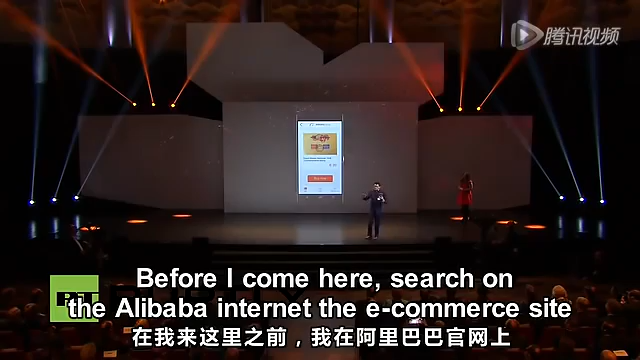 腾讯视频
Before I come here, search on
RT
the Alibaba internet the e-commerce site
在我来这里之前，我在阿里巴巴官网上